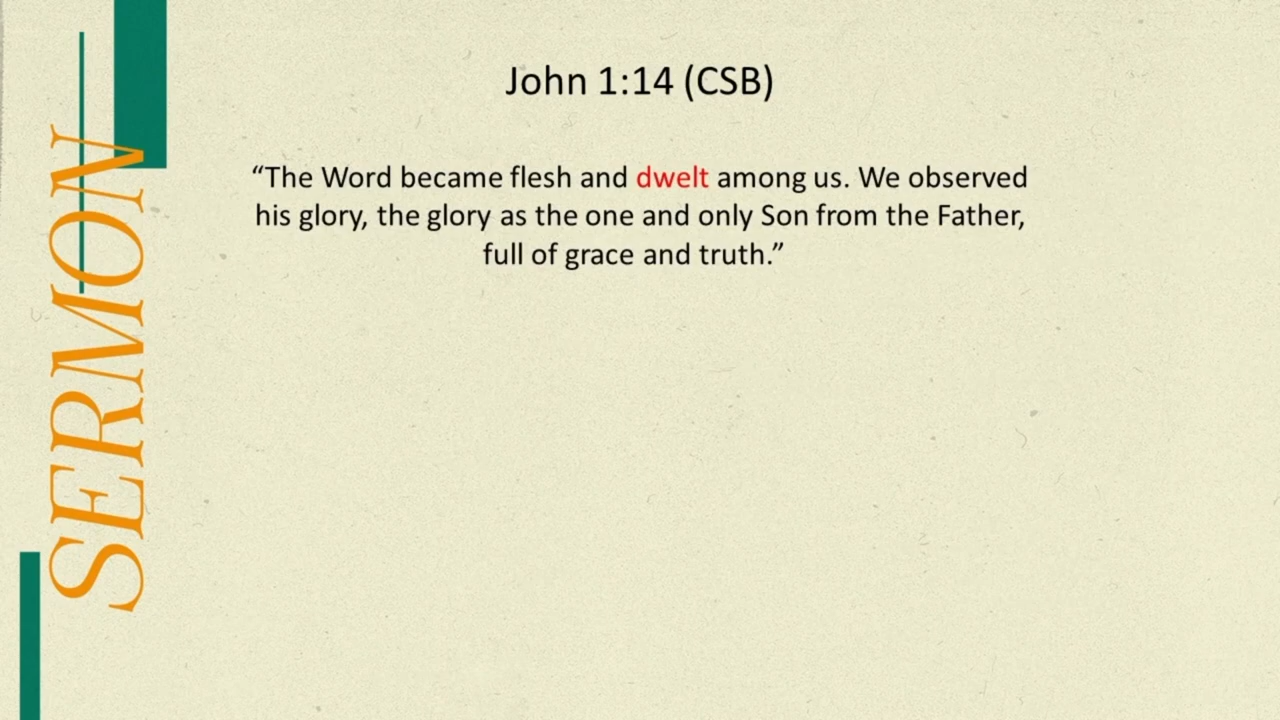 SERMON
John 1:14 (CSB)
“The Word became flesh and dwelt among us. We observed
his glory, the glory as the one and only Son from the Father,
full of grace and truth.”